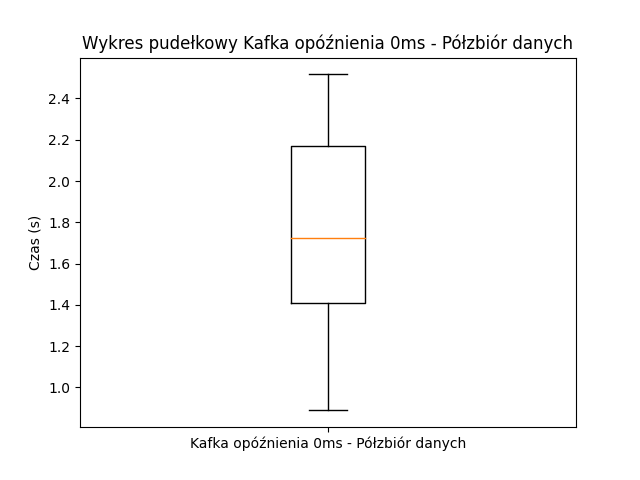 Wykres pudełkowy Kafka opóźnienia 0ms - Półzbiór danych
Czas (s)
2.4
2.2
2.0
1.8
1.6
1.4
1.2
1.0
Kafka opóźnienia 0ms - Półzbiór danych